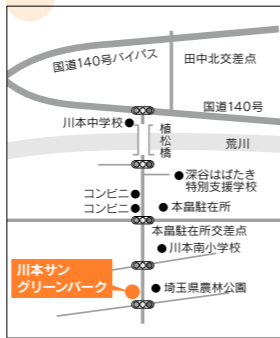 国道140号バイパス
田中北交差点
国道140号
川本中学校
植松橋
荒川
深谷はばたき
特別支援学校
コンビニ
コンビニ
本畠駐在所
本畠駐在所交差点
川本南小学校
川本サン
グリーンパーク
埼玉県農林公園